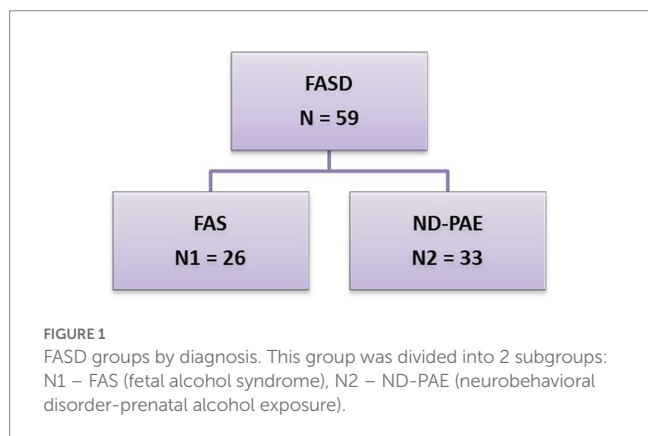 FASD
N = 59
FAS
N1 = 26
ND-PAE
N2 = 33
FIGURE 1
FASD groups by diagnosis. This group was divided into 2 subgroups:
N1 – FAS (fetal alcohol syndrome), N2 – ND-PAE (neurobehavioral
disorder-prenatal alcohol exposure).